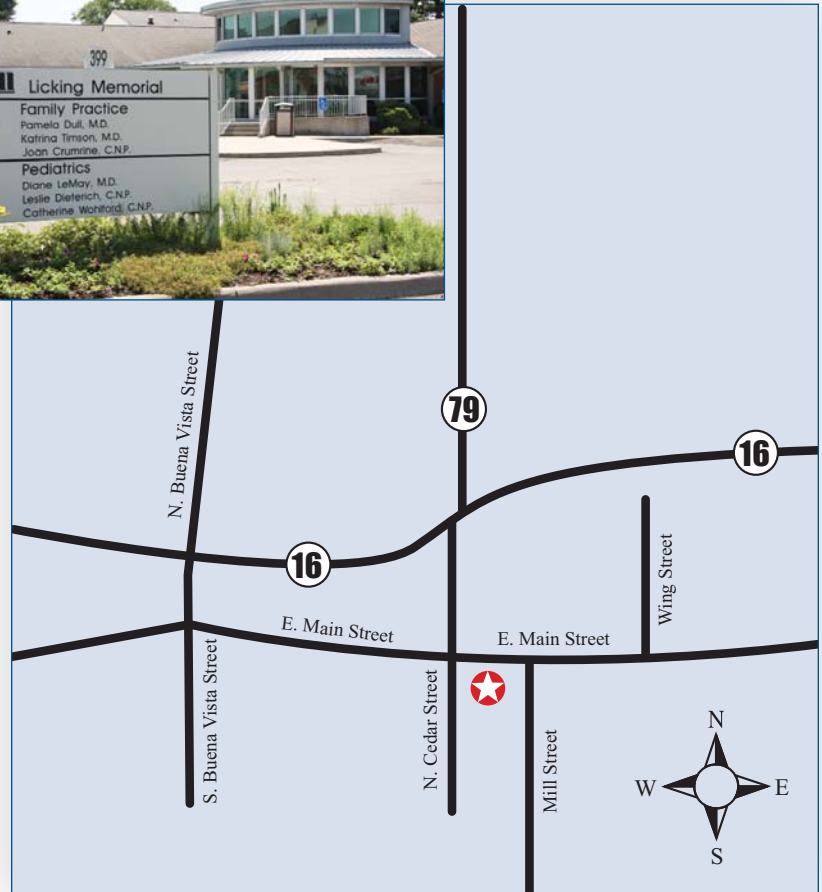 399
Licking Memorial
Family Practice
Pamela Dull, M.D.
Katrina Timson, M.D.
Joan Crumrine, C.N.P.
Pediatrics
Diane LeMay, M.D.
Leslie Dieterich, C.N.P.
Catherine Wohlford, C.N.P.
N. Buena Vista Street
79
16
16
Wing Street
E. Main Street
E. Main Street
S. Buena Vista Street
N. Cedar Street
Mill Street
N
W
E
S